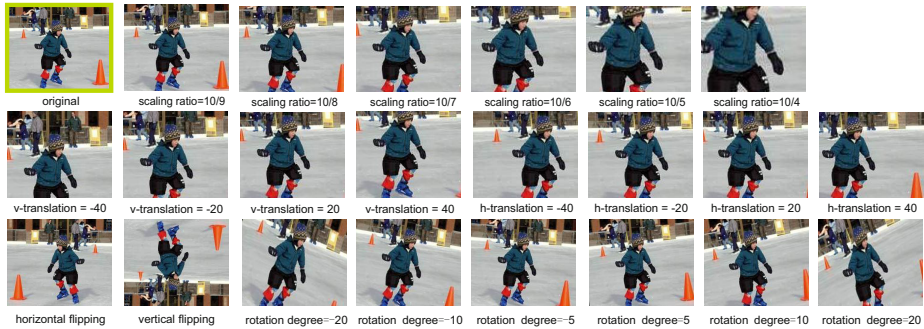 original
scaling ratio=10/9
scaling ratio=10/8
scaling ratio=10/7
scaling ratio=10/6
scaling ratio=10/5
scaling ratio=10/4
v-translation = -40
v-translation = -20
v-translation = 20
v-translation = 40
h-translation = -40
h-translation = -20
h-translation = 20
h-translation = 40
horizontal flipping
vertical flipping
rotation degree=−20
rotation degree=−10
rotation degree=−5
rotation degree=5
rotation degree=10
rotation degree=20